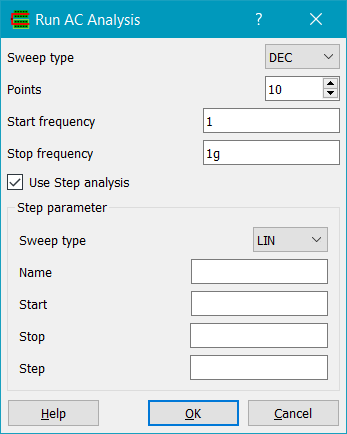 Run AC Analysis ?
Sweep type DEC
Points 10
Start frequency 1
Stop frequency 1g
Use Step analysis
Step parameter
Sweep type LIN
Name
Start
Stop
Step
Help OK Cancel